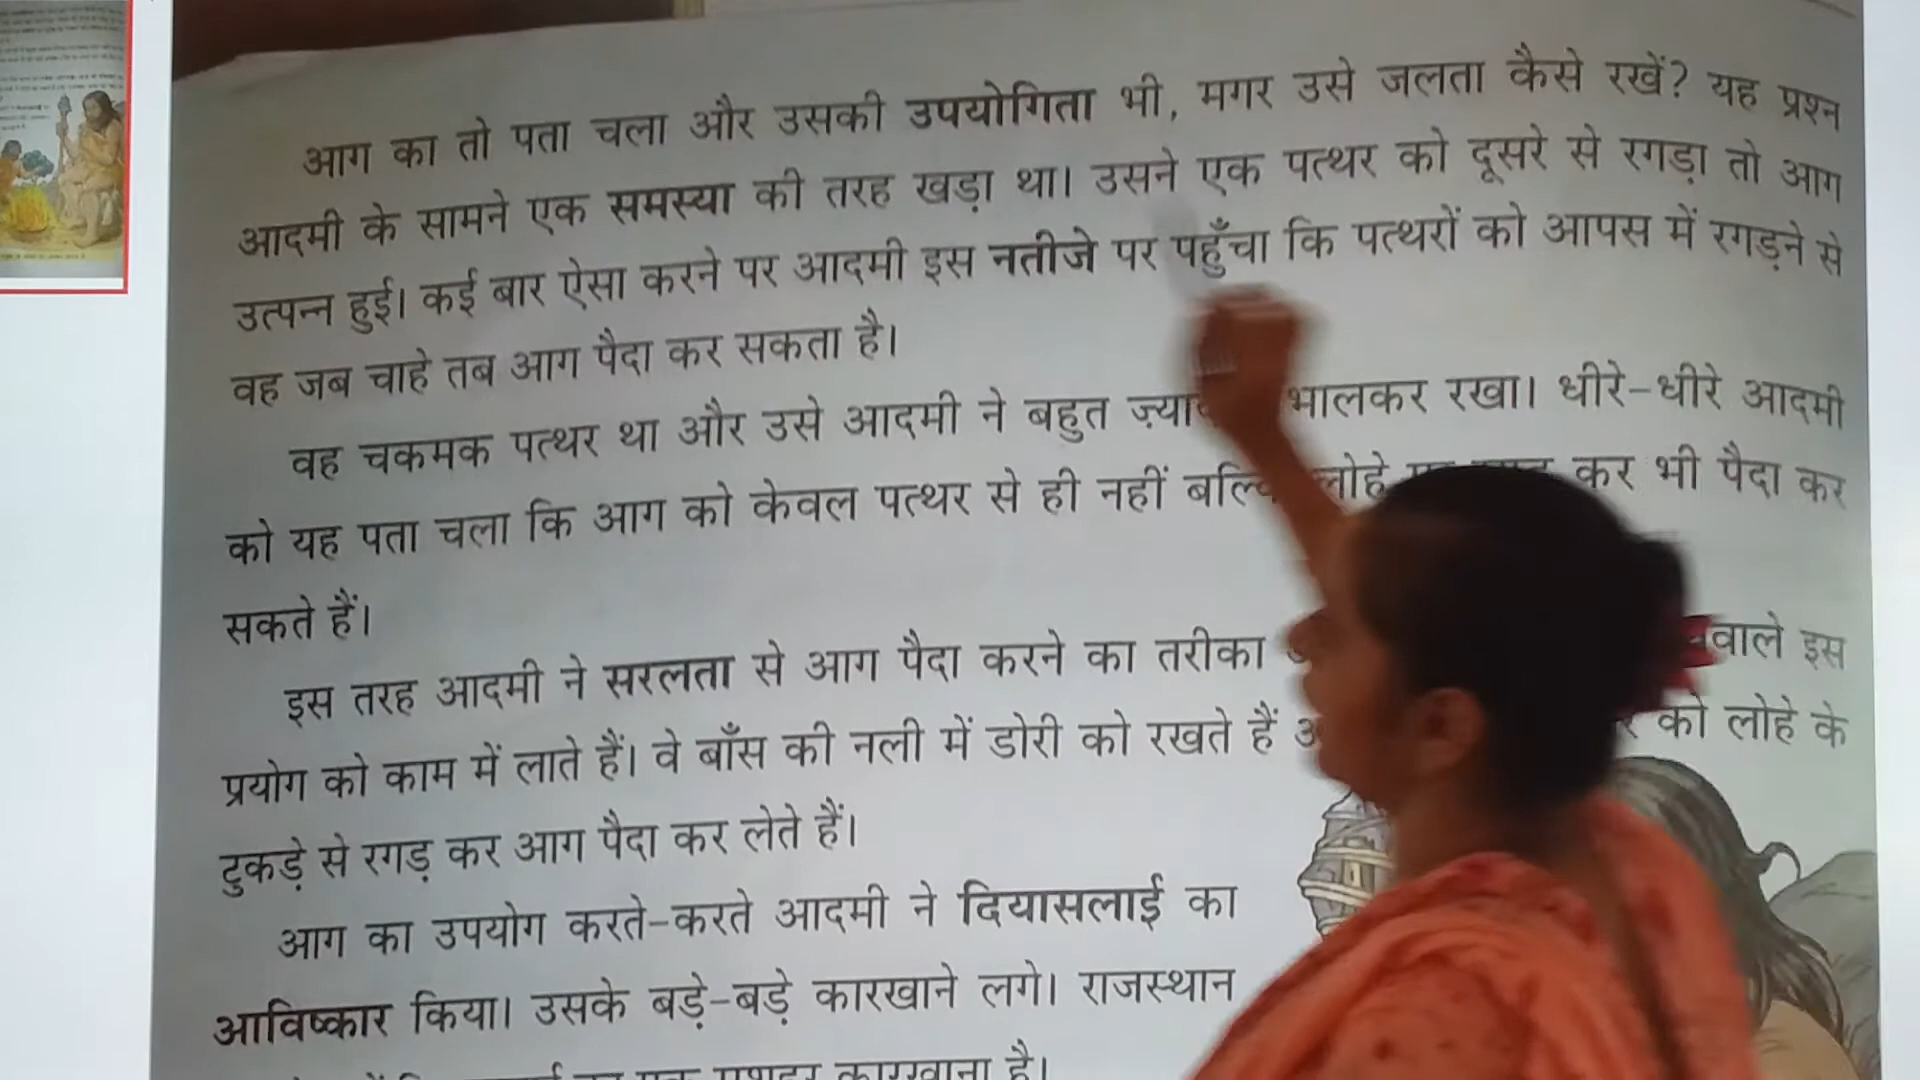 आग का तो पता चला और उसकी उपयोगिता भी, मगर उसे जलता कैसे रखें? यह प्रश्न
आदमी के सामने एक समस्या की तरह खड़ा था। उसने एक पत्थर को दूसरे से रगड़ा तो आग
उत्पन्न हुई। कई बार ऐसा करने पर आदमी इस नतीजे पर पहुँचा कि पत्थरों को आपस में रगड़ने से
वह जब चाहे तब आग पैदा कर सकता है।
वह चकमक पत्थर था और उसे आदमी ने बहुत रखा। धीरे-धीरे आदमी
को यह पता चला कि आग को केवल पत्थर से ही नहीं लोहे कर भी पैदा कर
सकते हैं।
इस तरह आदमी ने सरलता से आग पैदा करने का तरीका इस
प्रयोग को काम में लाते हैं। वे बाँस की नली में डोरी को रखते हैं को लोहे के
टुकड़े से रगड़ कर आग पैदा कर लेते हैं।
आग का उपयोग करते-करते आदमी ने दियासलाई का
आविष्कार किया। उसके बड़े-बड़े कारखाने लगे। राजस्थान
कारखाना है।